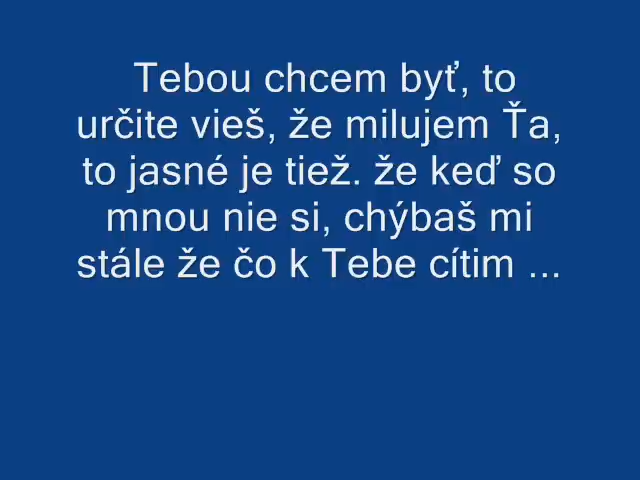 Tebou chcem byť, to
určite vieš, že milujem Ťa,
to jasné je tiež. že keď so
mnou nie si, chýbaš mi
stále že čo k Tebe cítim ...